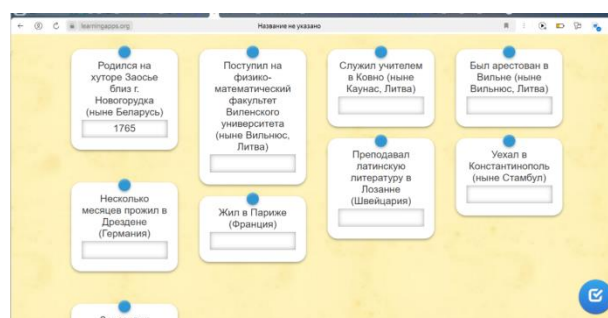 learningapps.org
Название не указано
Родился на
хуторе Заосье
близ г.
Новогорудка
(ныне Беларусь)
1765
Поступил на
физико-
математический
факультет
Виленского
университета
(ныне Вильнюс,
Литва)
Служил учителем
в Ковно (ныне
Каунас, Литва)
Был арестован в
Вильне (ныне
Вильнюс, Литва)
Преподавал
латинскую
литературу в
Лозанне
(Швейцария)
Уехал в
Константинополь
(ныне Стамбул)
Несколько
месяцев прожил в
Дрездене
(Германия)
Жил в Париже
(Франция)